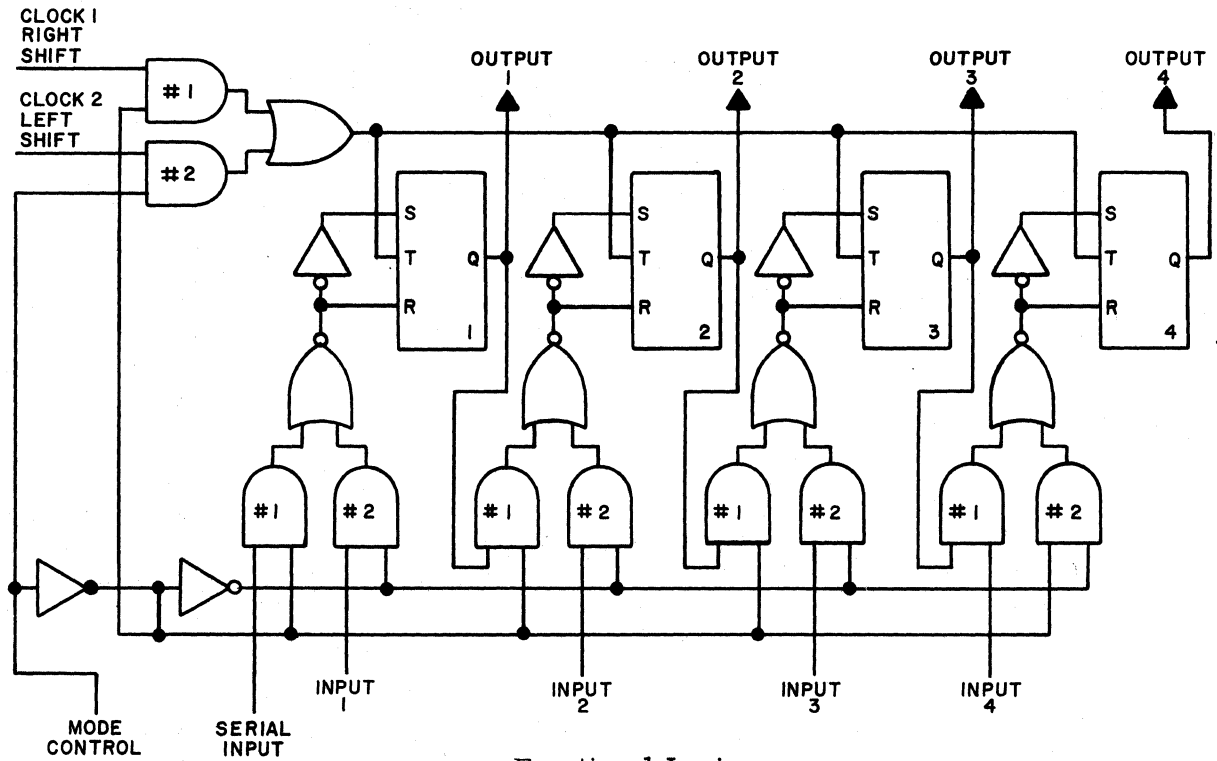 CLOCK 1
RIGHT
SHIFT
CLOCK 2
LEFT
SHIFT
#1
#2
OUTPUT
1
OUTPUT
2
OUTPUT
3
OUTPUT
4
S
T
Q
R
1
S
T
Q
R
2
S
T
Q
R
3
S
T
Q
R
4
#1
#2
#1
#2
#1
#2
#1
#2
MODE
CONTROL
SERIAL
INPUT
INPUT
1
INPUT
2
INPUT
3
INPUT
4